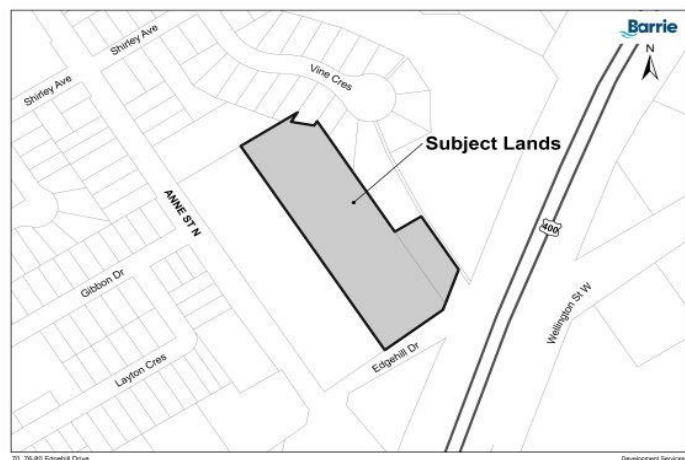 Barrie
N
Shirley Ave
Shirley Ave
Vine Cres
Subject Lands
ANNE ST N
400
Gibbon Dr
Wellington St W
Edgehill Dr
Layton Cres
70, 76-80 Edgehill Drive
Development Services